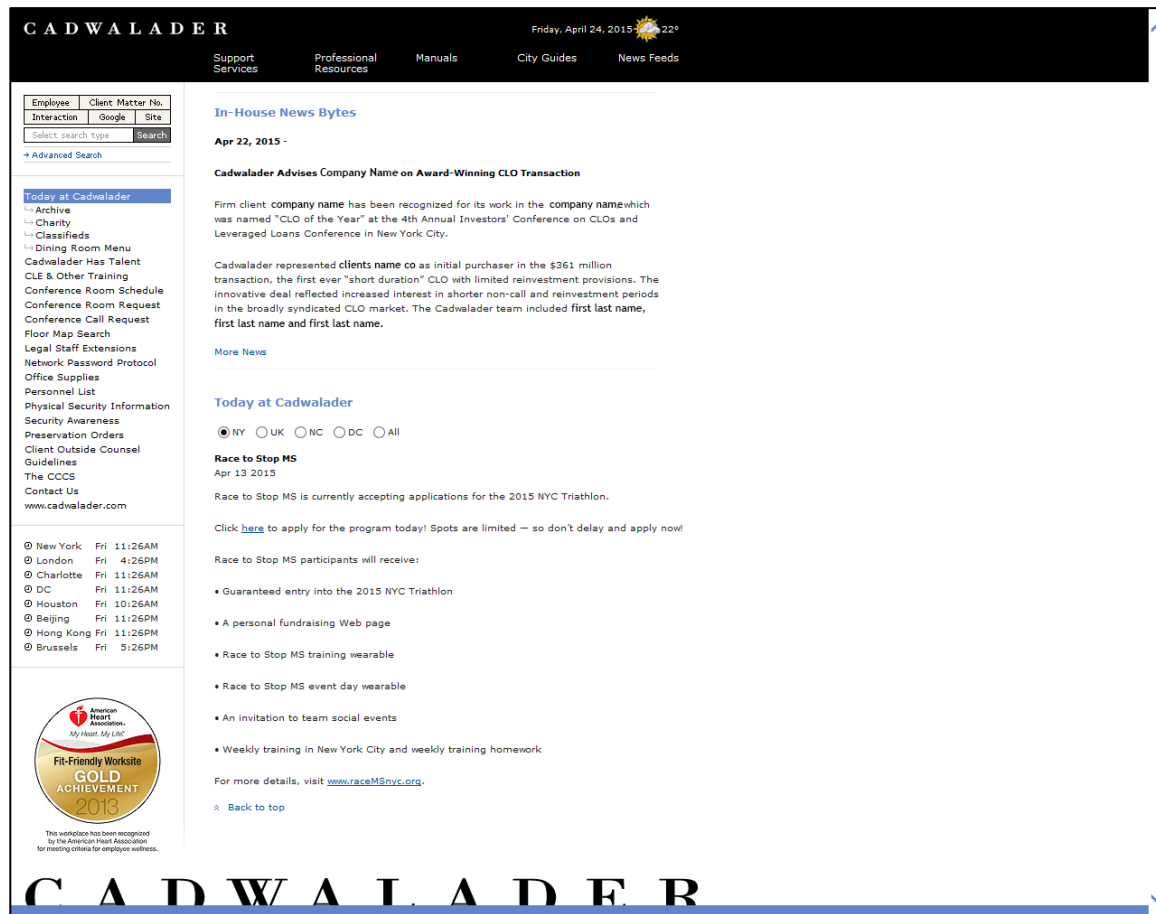 CADWALADER
Friday, April 24, 2015 22°
Support Services
Professional Resources
Manuals
City Guides
News Feeds
Employee Client Matter No.
Interaction Google Site
Select search type Search
Advanced Search
Today at Cadwalader
Archive
Charity
Classifieds
Dining Room Menu
Cadwalader Has Talent
CLE & Other Training
Conference Room Schedule
Conference Room Request
Conference Call Request
Floor Map Search
Legal Staff Extensions
Network Password Protocol
Office Supplies
Personnel List
Physical Security Information
Security Awareness
Preservation Orders
Client Outside Counsel
Guidelines
The CCCS
Contact Us
www.cadwalader.com
New York Fri 11:26AM
London Fri 4:26PM
Charlotte Fri 11:26AM
DC Fri 11:26AM
Houston Fri 10:26AM
Beijing Fri 11:26PM
Hong Kong Fri 11:26PM
Brussels Fri 5:26PM
American
Heart
Association
My Heart. My Life.
Fit-Friendly Worksite
GOLD
ACHIEVEMENT
2013
This workplace has been recognized
by the American Heart Association
for meeting criteria for employee wellness.
In-House News Bytes
Apr 22, 2015 -
Cadwalader Advises Company Name on Award-Winning CLO Transaction
Firm client company name has been recognized for its work in the company name which
was named "CLO of the Year" at the 4th Annual Investors' Conference on CLOs and
Leveraged Loans Conference in New York City.
Cadwalader represented clients name co as initial purchaser in the $361 million
transaction, the first ever "short duration" CLO with limited reinvestment provisions. The
innovative deal reflected increased interest in shorter non-call and reinvestment periods
in the broadly syndicated CLO market. The Cadwalader team included first last name,
first last name and first last name.
More News
Today at Cadwalader
NY UK NC DC All
Race to Stop MS
Apr 13 2015
Race to Stop MS is currently accepting applications for the 2015 NYC Triathlon.
Click here to apply for the program today! Spots are limited — so don't delay and apply now!
Race to Stop MS participants will receive:
• Guaranteed entry into the 2015 NYC Triathlon
• A personal fundraising Web page
• Race to Stop MS training wearable
• Race to Stop MS event day wearable
• An invitation to team social events
• Weekly training in New York City and weekly training homework
For more details, visit www.raceMSnyc.org.
Back to top
CADWALADER